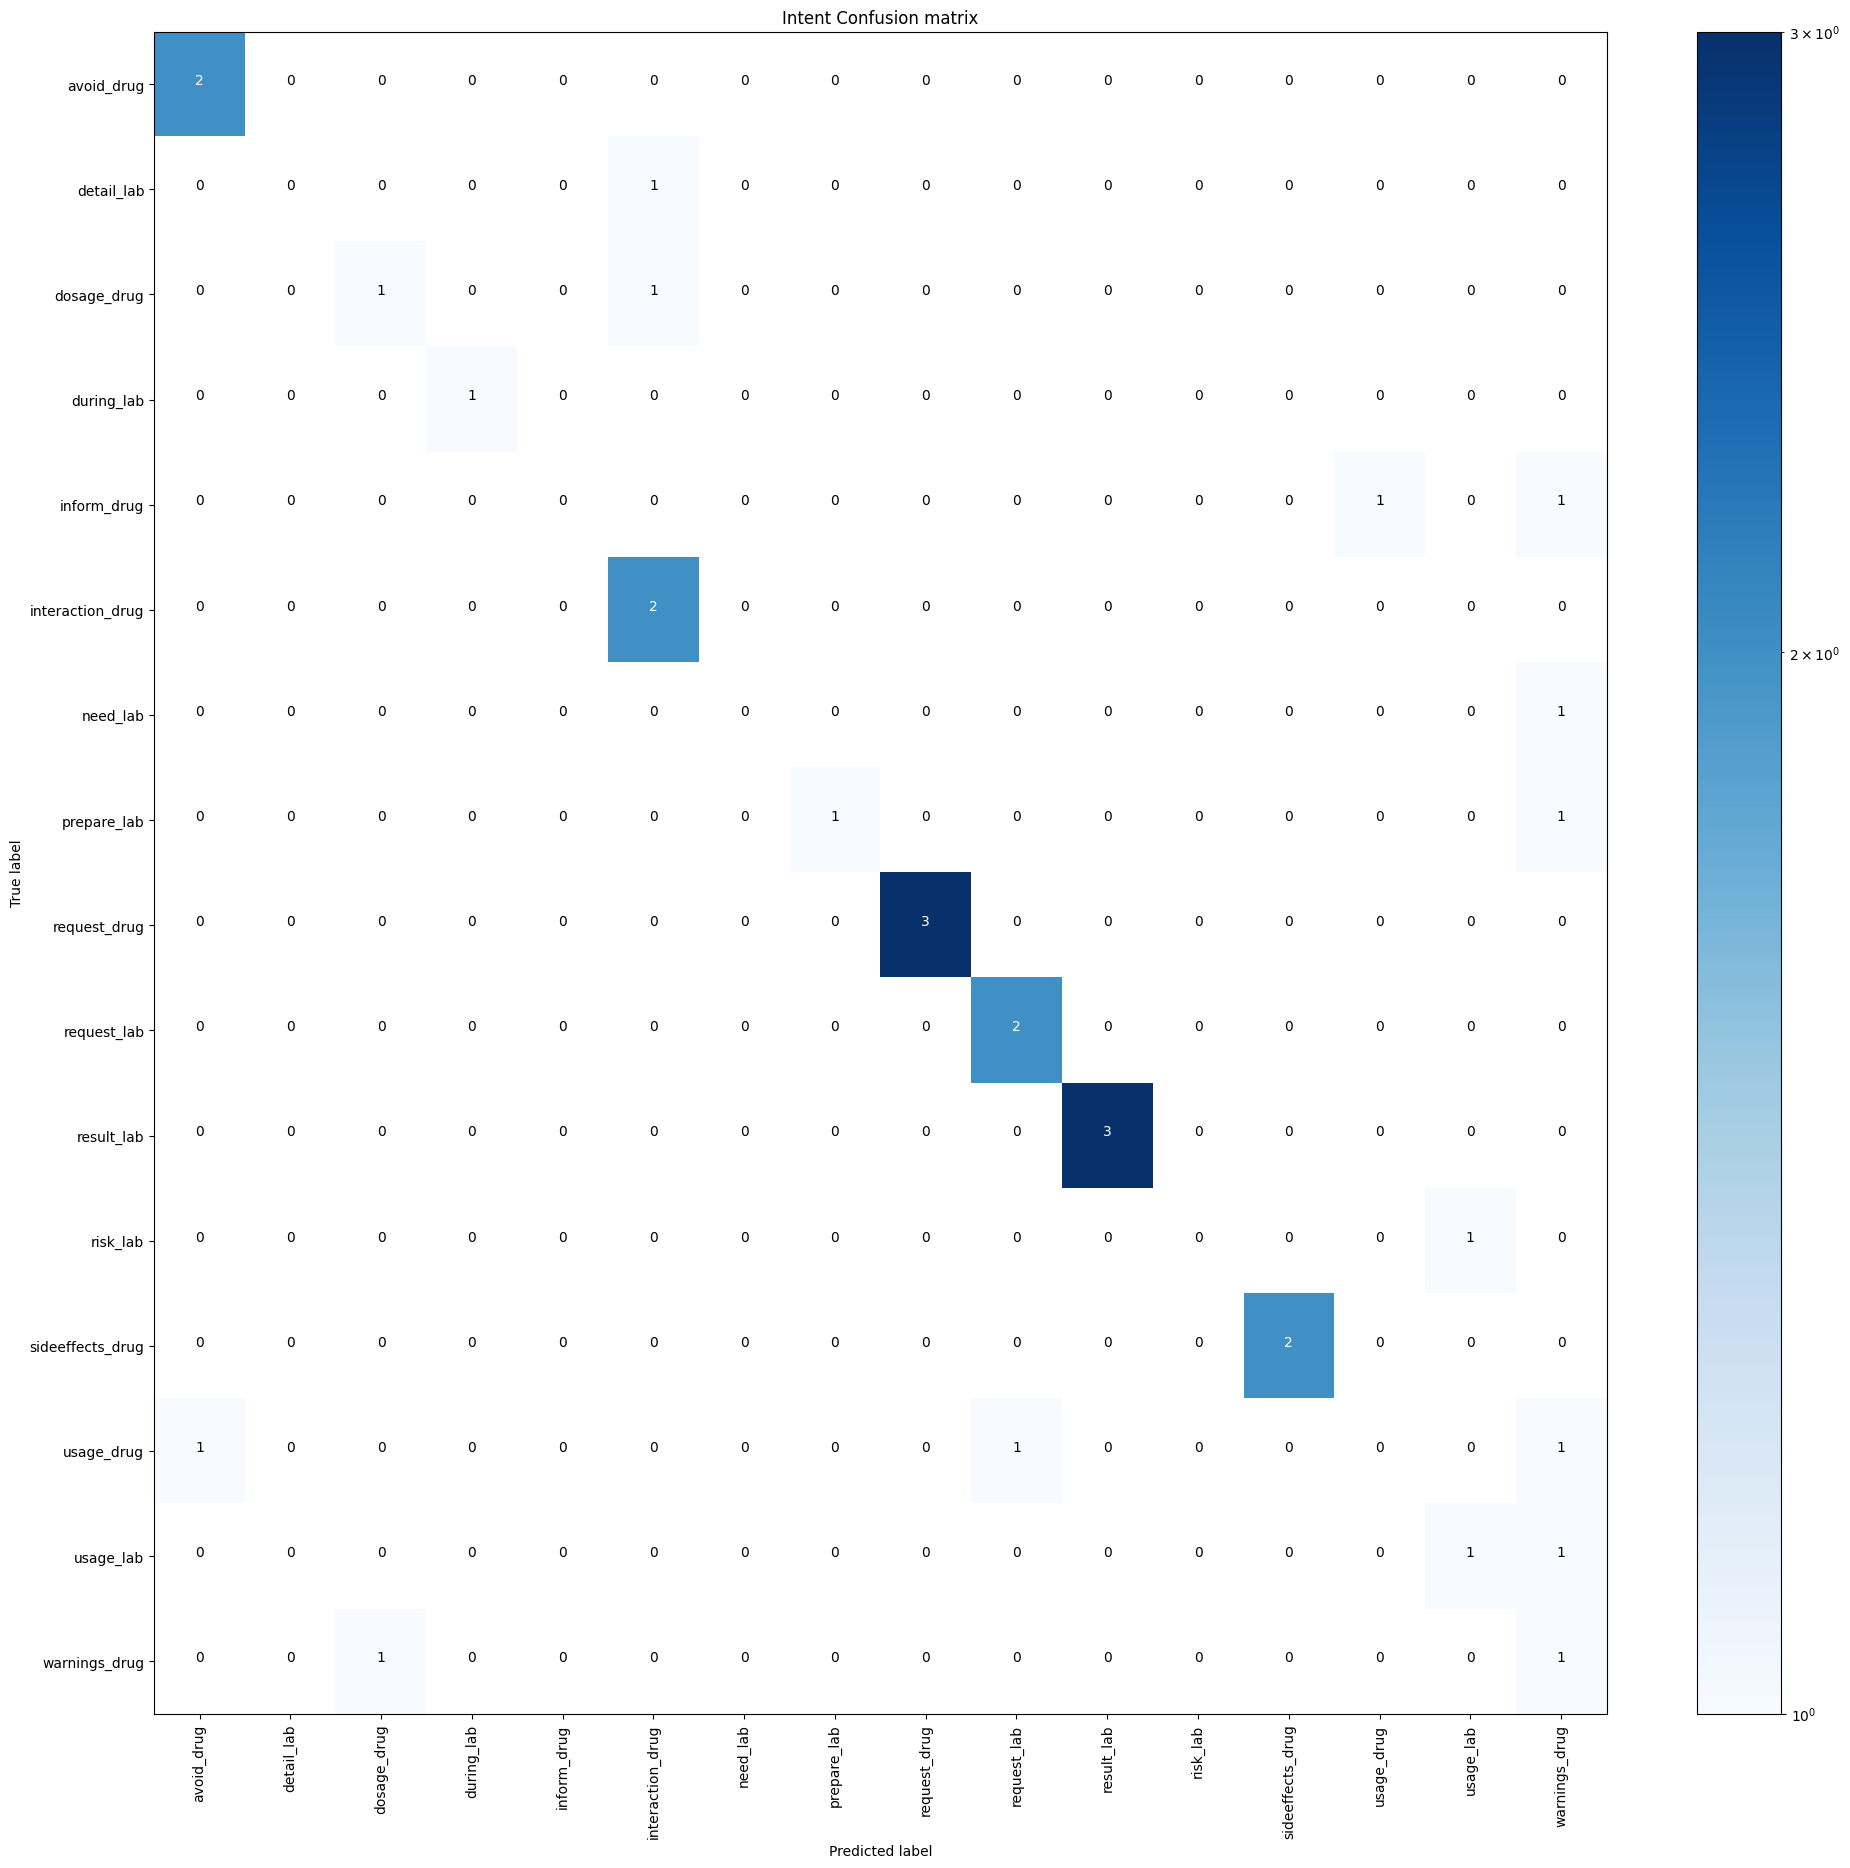 Intent Confusion matrix
avoid_drug 2 0 0 0 0 0 0 0 0 0 0 0 0 0 0 0
detail_lab 0 0 0 0 0 1 0 0 0 0 0 0 0 0 0 0
dosage_drug 0 0 1 0 0 1 0 0 0 0 0 0 0 0 0 0
during_lab 0 0 0 1 0 0 0 0 0 0 0 0 0 0 0 0
inform_drug 0 0 0 0 0 0 0 0 0 0 0 0 0 1 0 1
interaction_drug 0 0 0 0 0 2 0 0 0 0 0 0 0 0 0 0
need_lab 0 0 0 0 0 0 0 0 0 0 0 0 0 0 0 1
prepare_lab 0 0 0 0 0 0 0 1 0 0 0 0 0 0 0 1
request_drug 0 0 0 0 0 0 0 0 3 0 0 0 0 0 0 0
request_lab 0 0 0 0 0 0 0 0 0 2 0 0 0 0 0 0
result_lab 0 0 0 0 0 0 0 0 0 0 3 0 0 0 0 0
risk_lab 0 0 0 0 0 0 0 0 0 0 0 0 0 0 1 0
sideeffects_drug 0 0 0 0 0 0 0 0 0 0 0 0 2 0 0 0
usage_drug 1 0 0 0 0 0 0 0 0 1 0 0 0 0 0 1
usage_lab 0 0 0 0 0 0 0 0 0 0 0 0 0 0 1 1
warnings_drug 0 0 1 0 0 0 0 0 0 0 0 0 0 0 0 1
True label
avoid_drug
detail_lab
dosage_drug
during_lab
inform_drug
interaction_drug
need_lab
prepare_lab
request_drug
request_lab
result_lab
risk_lab
sideeffects_drug
usage_drug
usage_lab
warnings_drug
Predicted label
3 × 10⁰
2 × 10⁰
10⁰